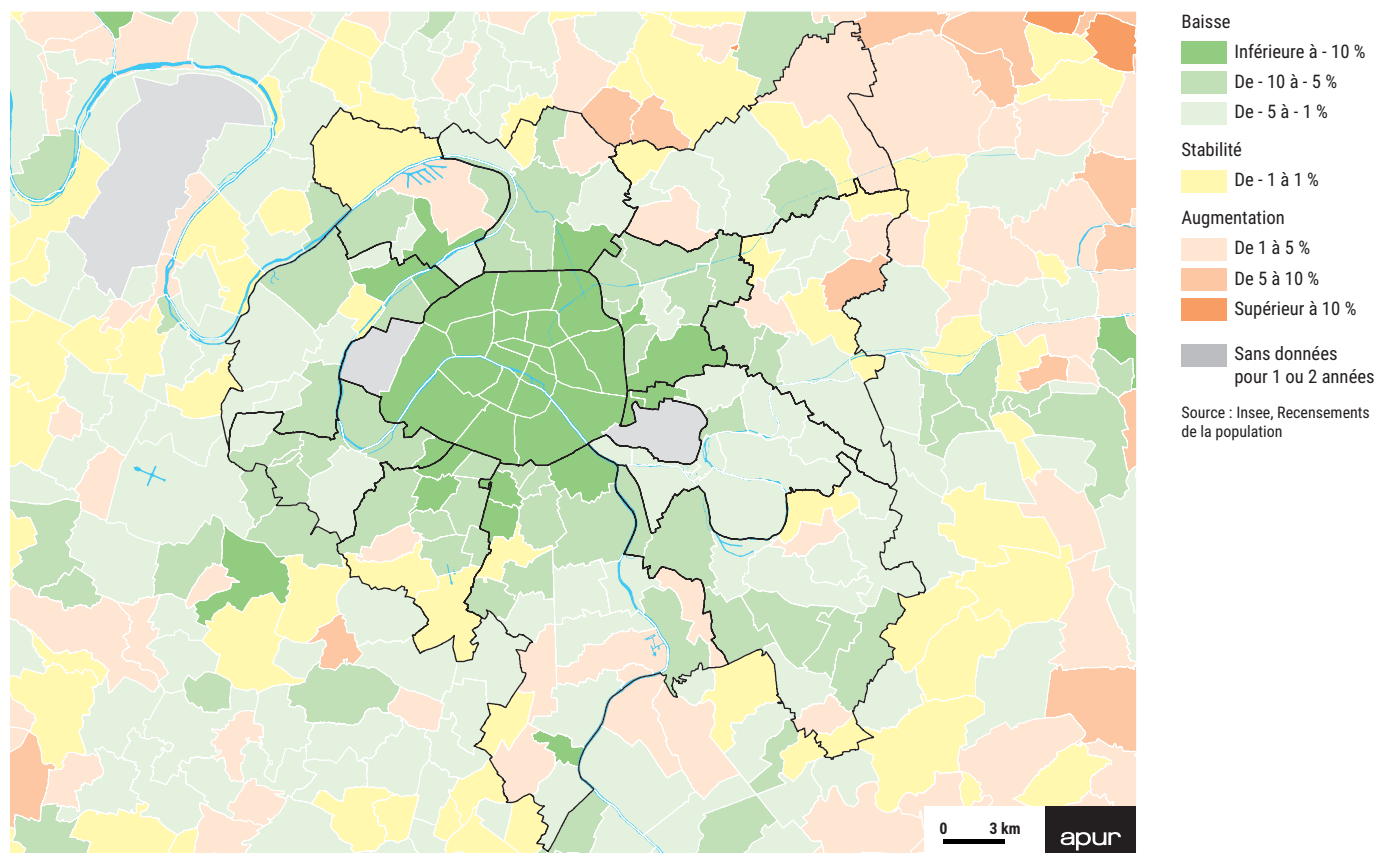 Baisse
Inférieure à - 10 %
De - 10 à - 5 %
De - 5 à - 1 %
Stabilité
De - 1 à 1 %
Augmentation
De 1 à 5 %
De 5 à 10 %
Supérieur à 10 %
Sans données
pour 1 ou 2 années
Source : Insee, Recensements
de la population
0 3 km
apur